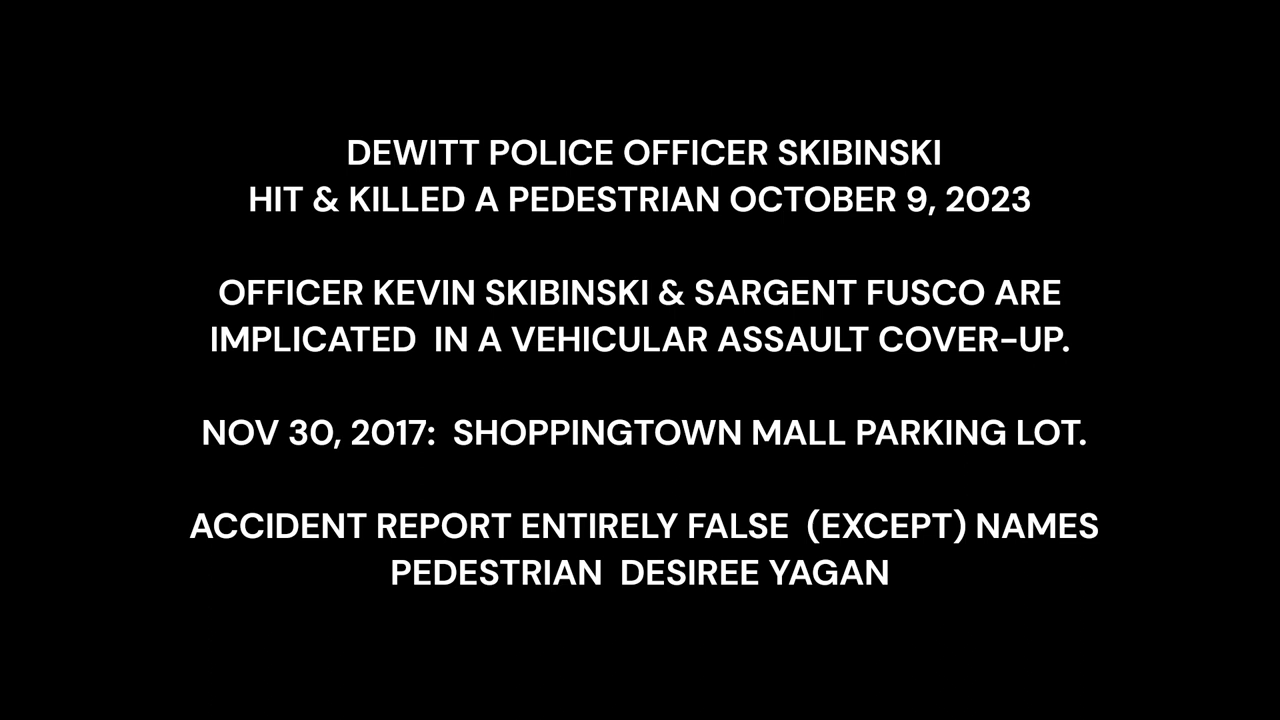 DEWITT POLICE OFFICER SKIBINSKI
HIT & KILLED A PEDESTRIAN OCTOBER 9, 2023
OFFICER KEVIN SKIBINSKI & SARGENT FUSCO ARE
IMPLICATED  IN A VEHICULAR ASSAULT COVER-UP.
NOV 30, 2017:  SHOPPINGTOWN MALL PARKING LOT.
ACCIDENT REPORT ENTIRELY FALSE  (EXCEPT) NAMES
PEDESTRIAN  DESIREE YAGAN